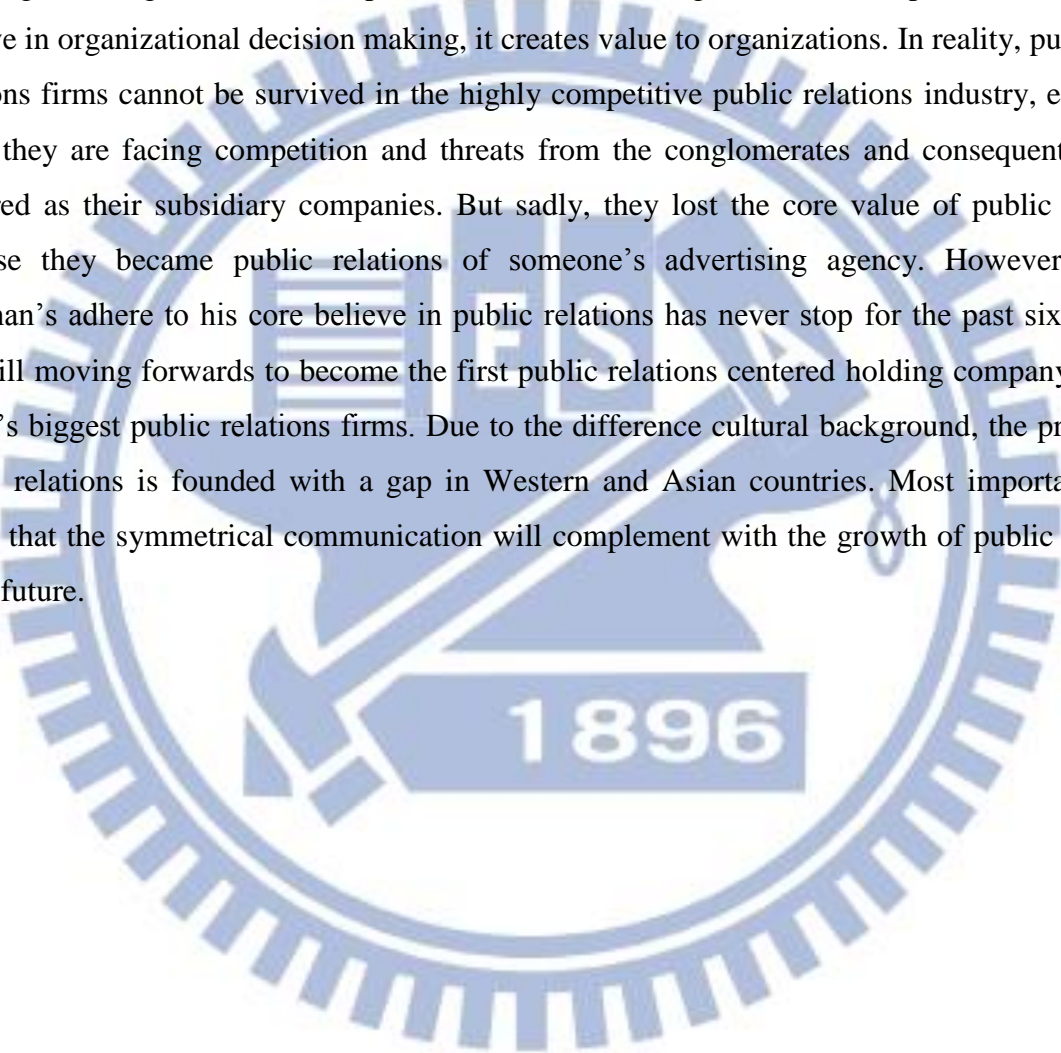 ve in organizational decision making, it creates value to organizations. In reality, pu
ons firms cannot be survived in the highly competitive public relations industry, e
they are facing competition and threats from the conglomerates and consequent
red as their subsidiary companies. But sadly, they lost the core value of public
se they became public relations of someone's advertising agency. However
nan's adhere to his core believe in public relations has never stop for the past six
ill moving forwards to become the first public relations centered holding company
's biggest public relations firms. Due to the difference cultural background, the pr
relations is founded with a gap in Western and Asian countries. Most importa
that the symmetrical communication will complement with the growth of public
future.
E S A
1896